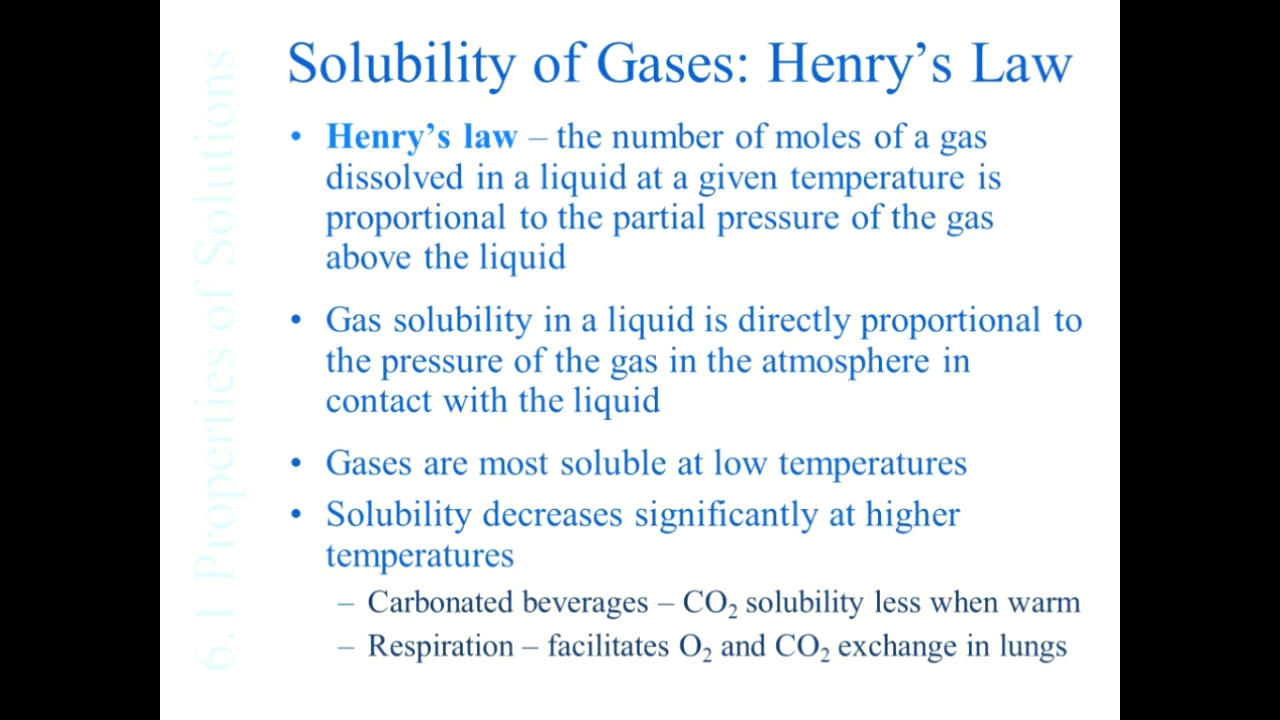 Solubility of Gases: Henry’s Law
• Henry’s law – the number of moles of a gas
dissolved in a liquid at a given temperature is
proportional to the partial pressure of the gas
above the liquid
• Gas solubility in a liquid is directly proportional to
the pressure of the gas in the atmosphere in
contact with the liquid
• Gases are most soluble at low temperatures
• Solubility decreases significantly at higher
temperatures
– Carbonated beverages – CO₂ solubility less when warm
– Respiration – facilitates O₂ and CO₂ exchange in lungs
6.1 Properties of Solutions